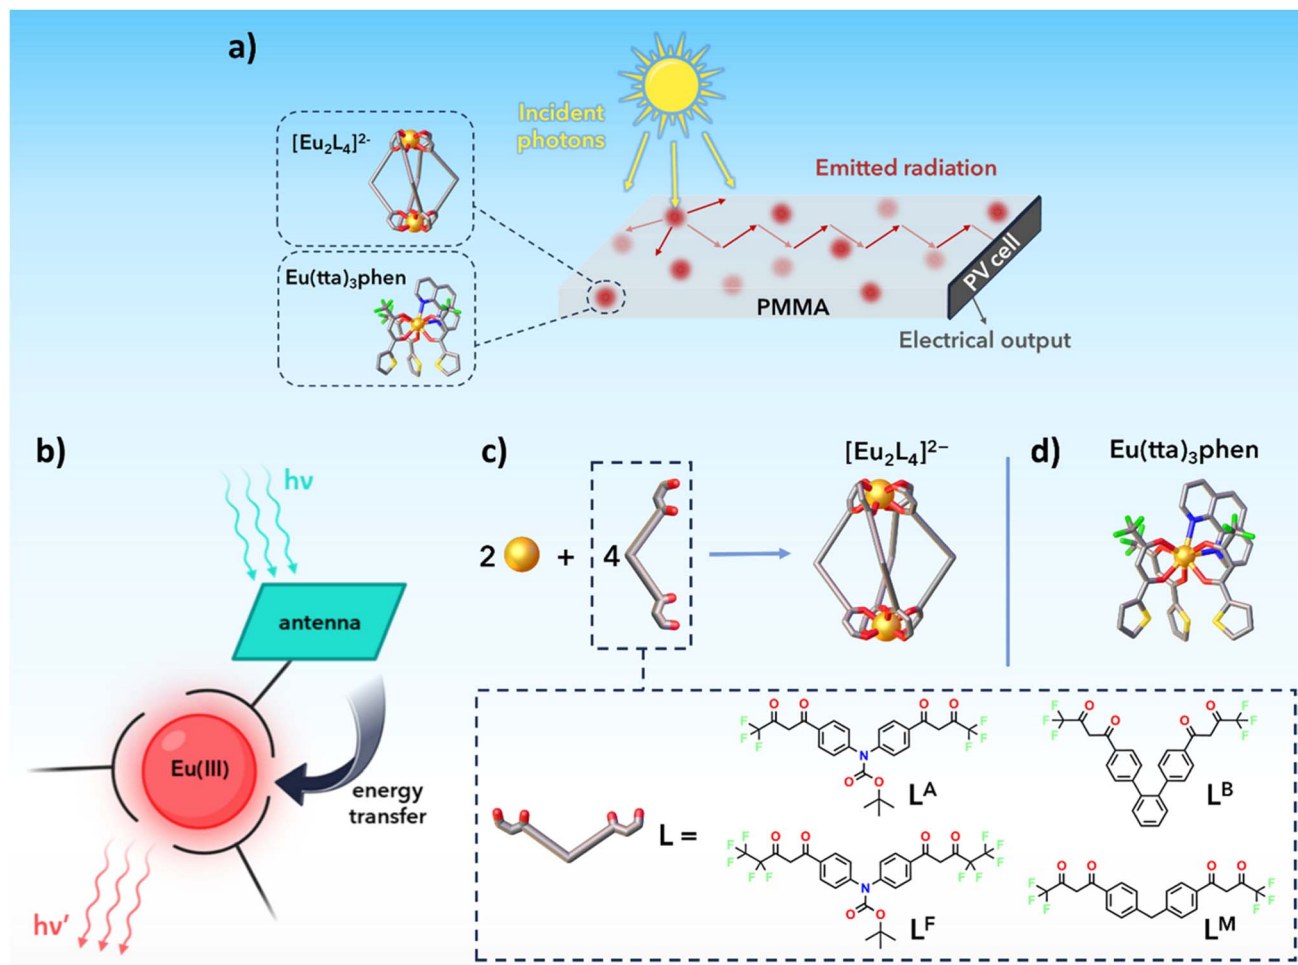 a)
Incident
photons
[Eu₂L₄]²⁻
Emitted radiation
Eu(tta)₃phen
PV cell
PMMA
Electrical output
b)
hν
antenna
Eu(III)
energy
transfer
hν′
c)
[Eu₂L₄]²⁻
2 + 4
d)
Eu(tta)₃phen
L =
O O O O
F F F F F F
N
O O
Lᴬ
O O O O
F F F F F F
Lᴮ
O O O O
F F F F F F F F F F
N
O O
Lᶠ
O O O O
F F F F F F
Lᴹ